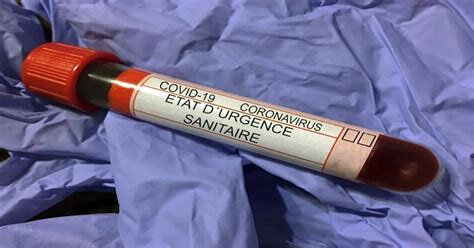 COVID-19 CORONAVIRUS
ETAT D'URGENCE
SANITAIRE